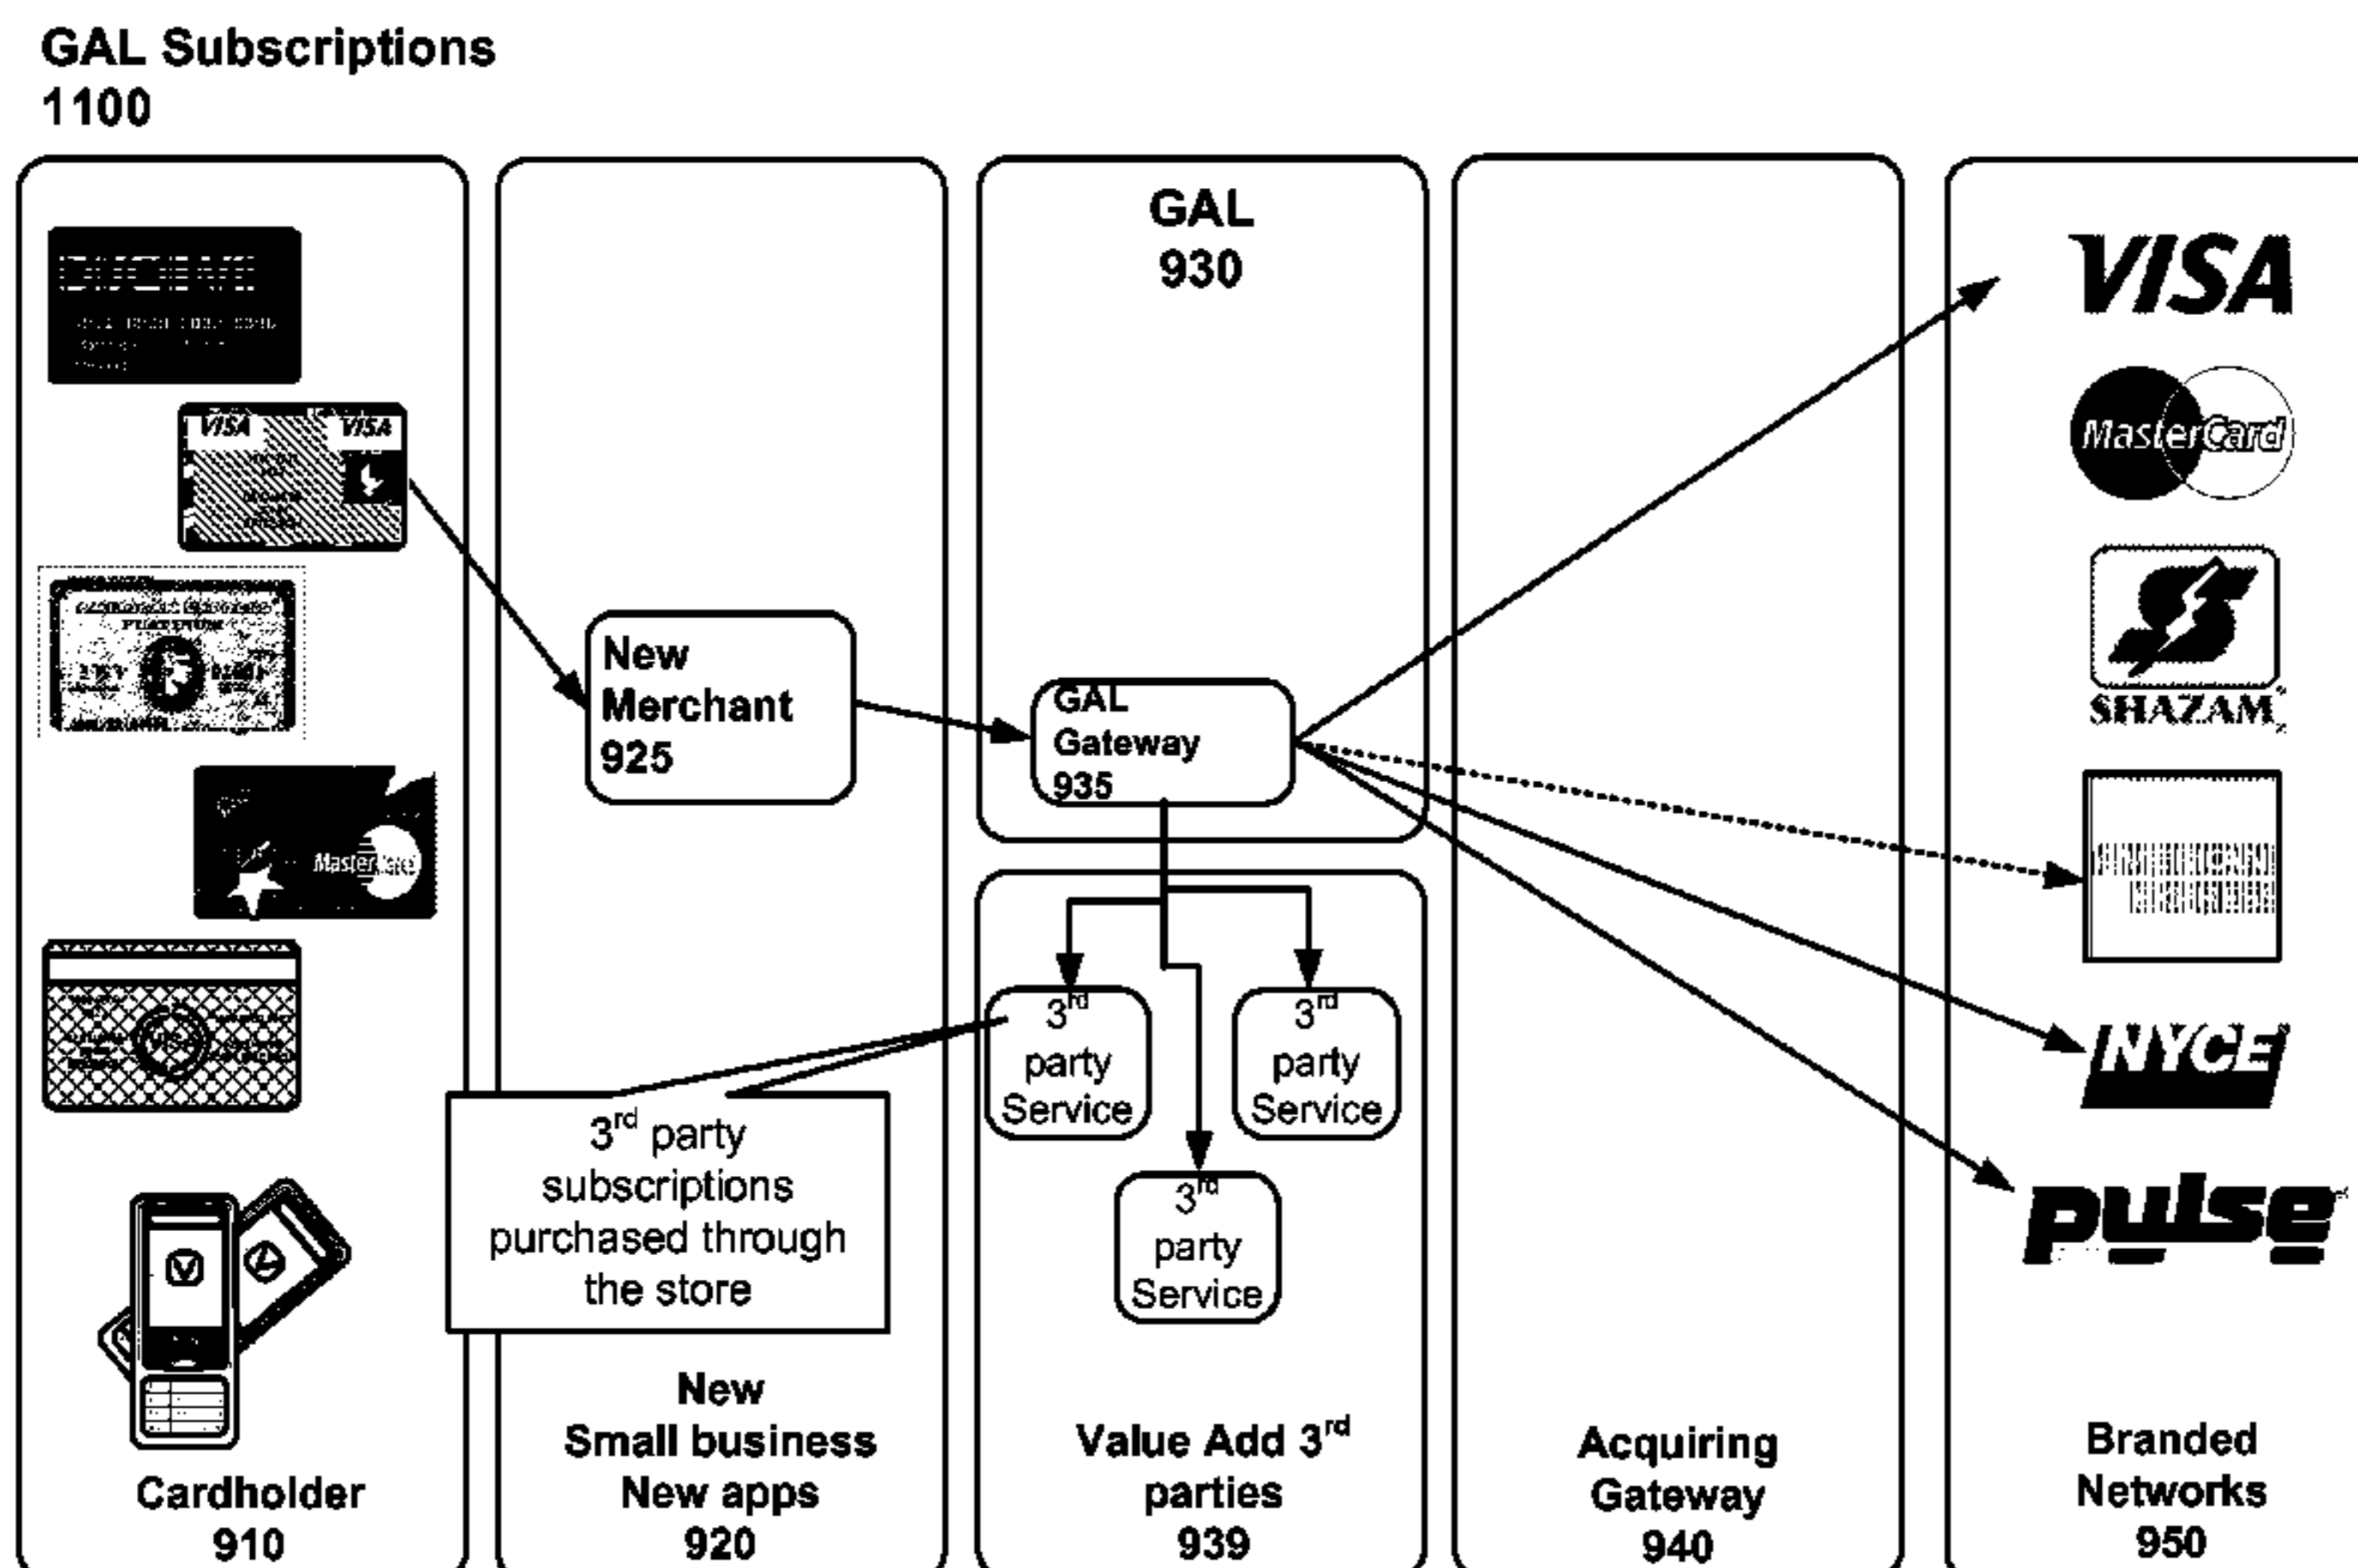 GAL Subscriptions
1100
VISA VISA
MasterCard
VISA
Cardholder
910
New
Merchant
925
3rd party
subscriptions
purchased through
the store
New
Small business
New apps
920
GAL
930
GAL
Gateway
935
3rd
party
Service
3rd
party
Service
3rd
party
Service
Value Add 3rd
parties
939
Acquiring
Gateway
940
VISA
MasterCard
SHAZAM
NYCE
pulse
Branded
Networks
950